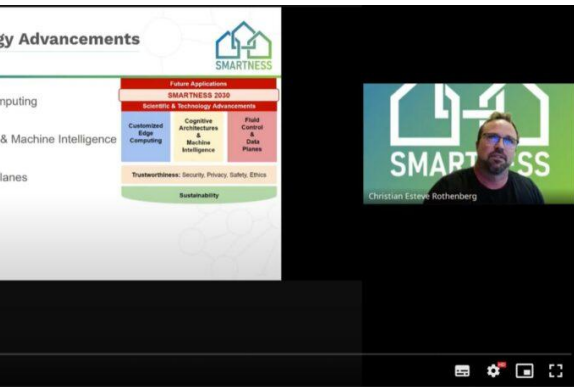 gy Advancements
SMARTNESS
mputing
& Machine Intelligence
lanes
Future Applications
SMARTNESS 2030
Scientific & Technology Advancements
Customized
Edge
Computing
Cognitive
Architectures
&
Machine
Intelligence
Fluid
Control
&
Data
Planes
Trustworthiness: Security, Privacy, Safety, Ethics
Sustainability
SMARTNESS
Christian Esteve Rothenberg